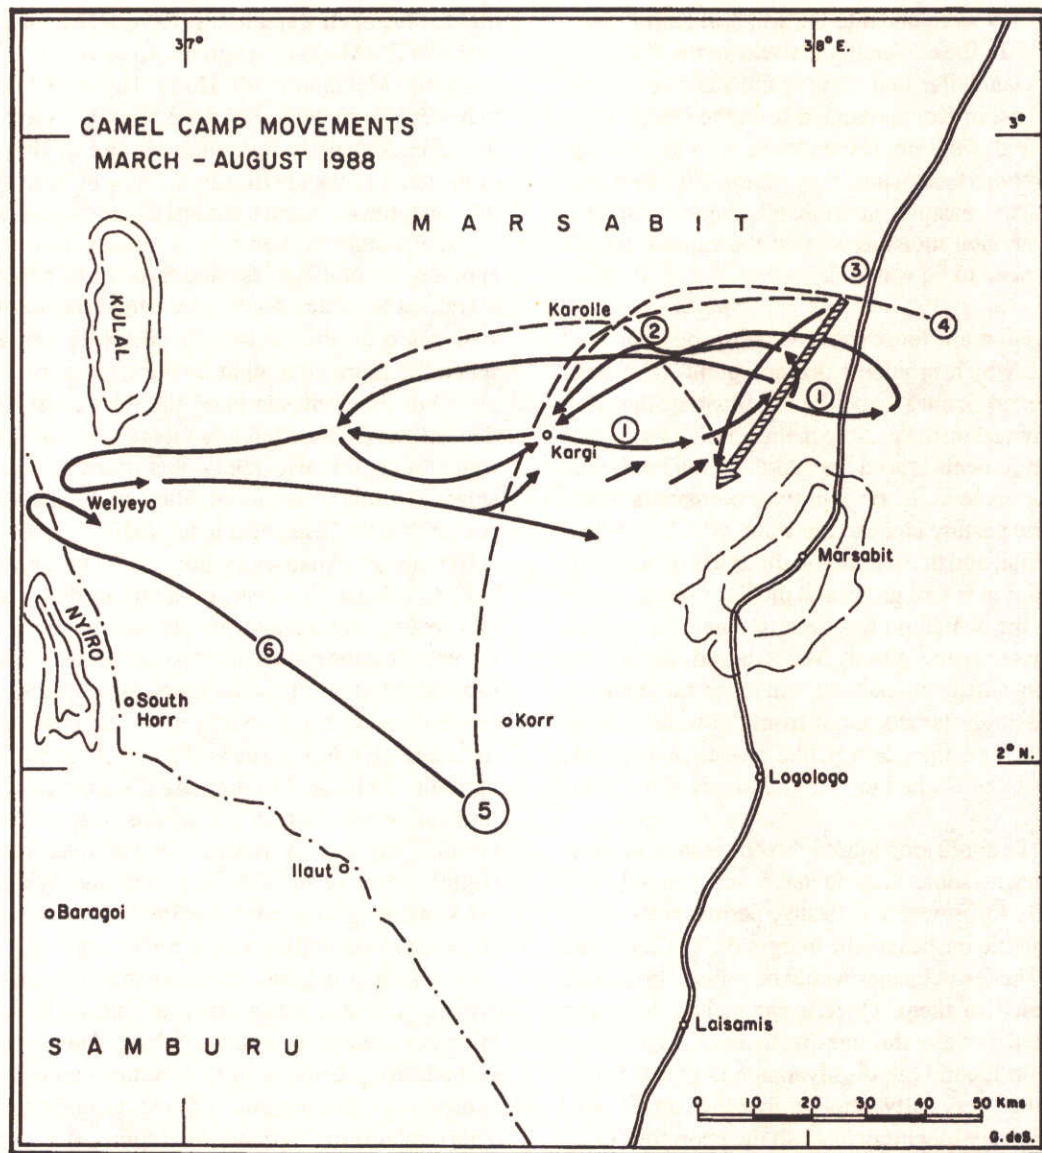 37°
38° E.
CAMEL CAMP MOVEMENTS
MARCH – AUGUST 1988
3°
MARSABIT
KULAL
3
4
Karolle
2
1
1
Kargi
Welyeyo
Marsabit
NYIRO
6
South
Horr
Korr
2° N.
Logologo
5
Ilaut
Baragoi
Laisamis
SAMBURU
0 10 20 30 40 50 Kms
G. deS.